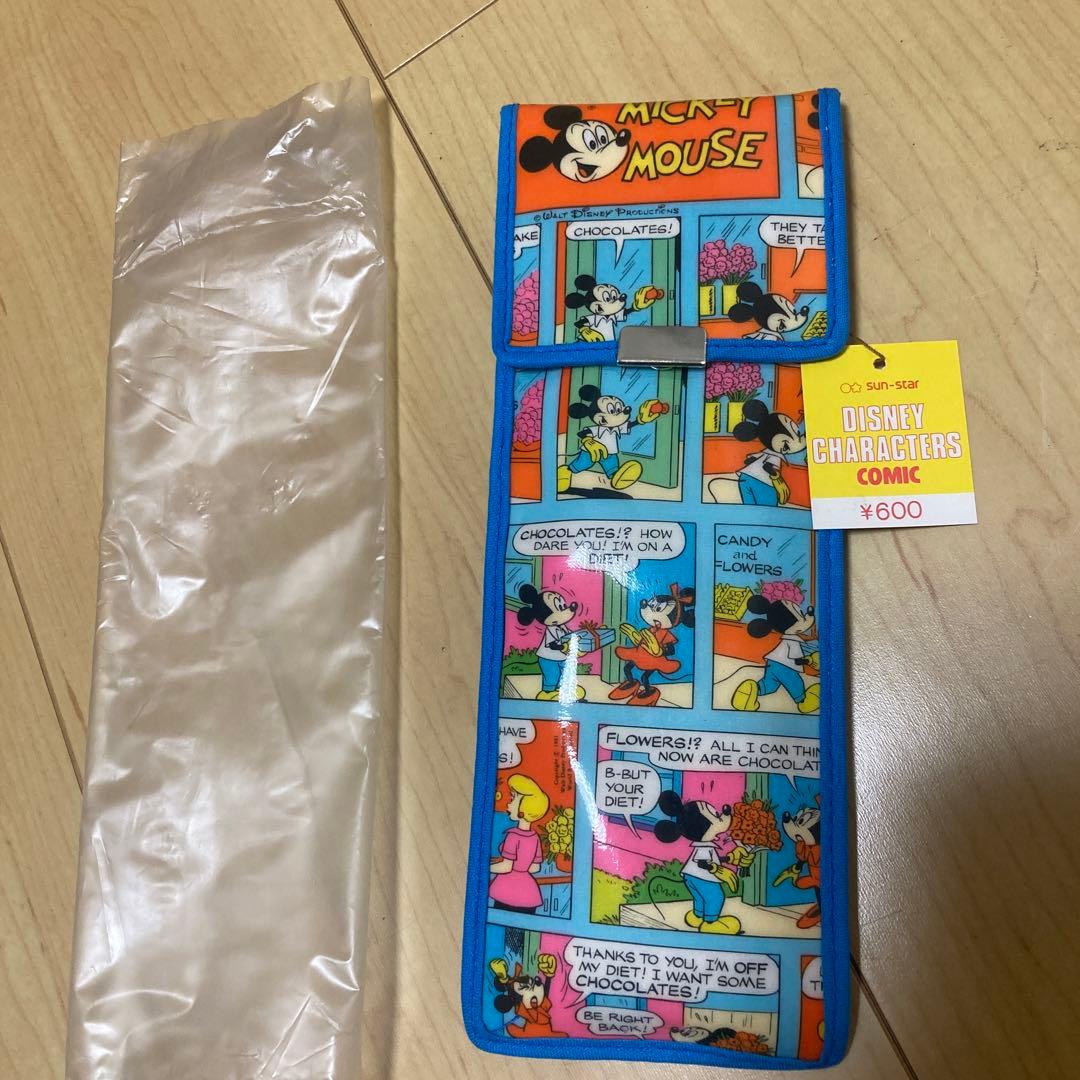 MICKEY
MOUSE
© WALT DISNEY PRODUCTIONS
CHOCOLATES!
THEY TA
BETTE
sun-star
DISNEY
CHARACTERS
COMIC
¥600
CHOCOLATES!? HOW
DARE YOU! I'M ON A
DIET!
CANDY
and
FLOWERS
HAVE
S!
FLOWERS!? ALL I CAN THIN
NOW ARE CHOCOLAT
B-BUT
YOUR
DIET!
THANKS TO YOU, I'M OFF
MY DIET! I WANT SOME
CHOCOLATES!
BE RIGHT
BACK!